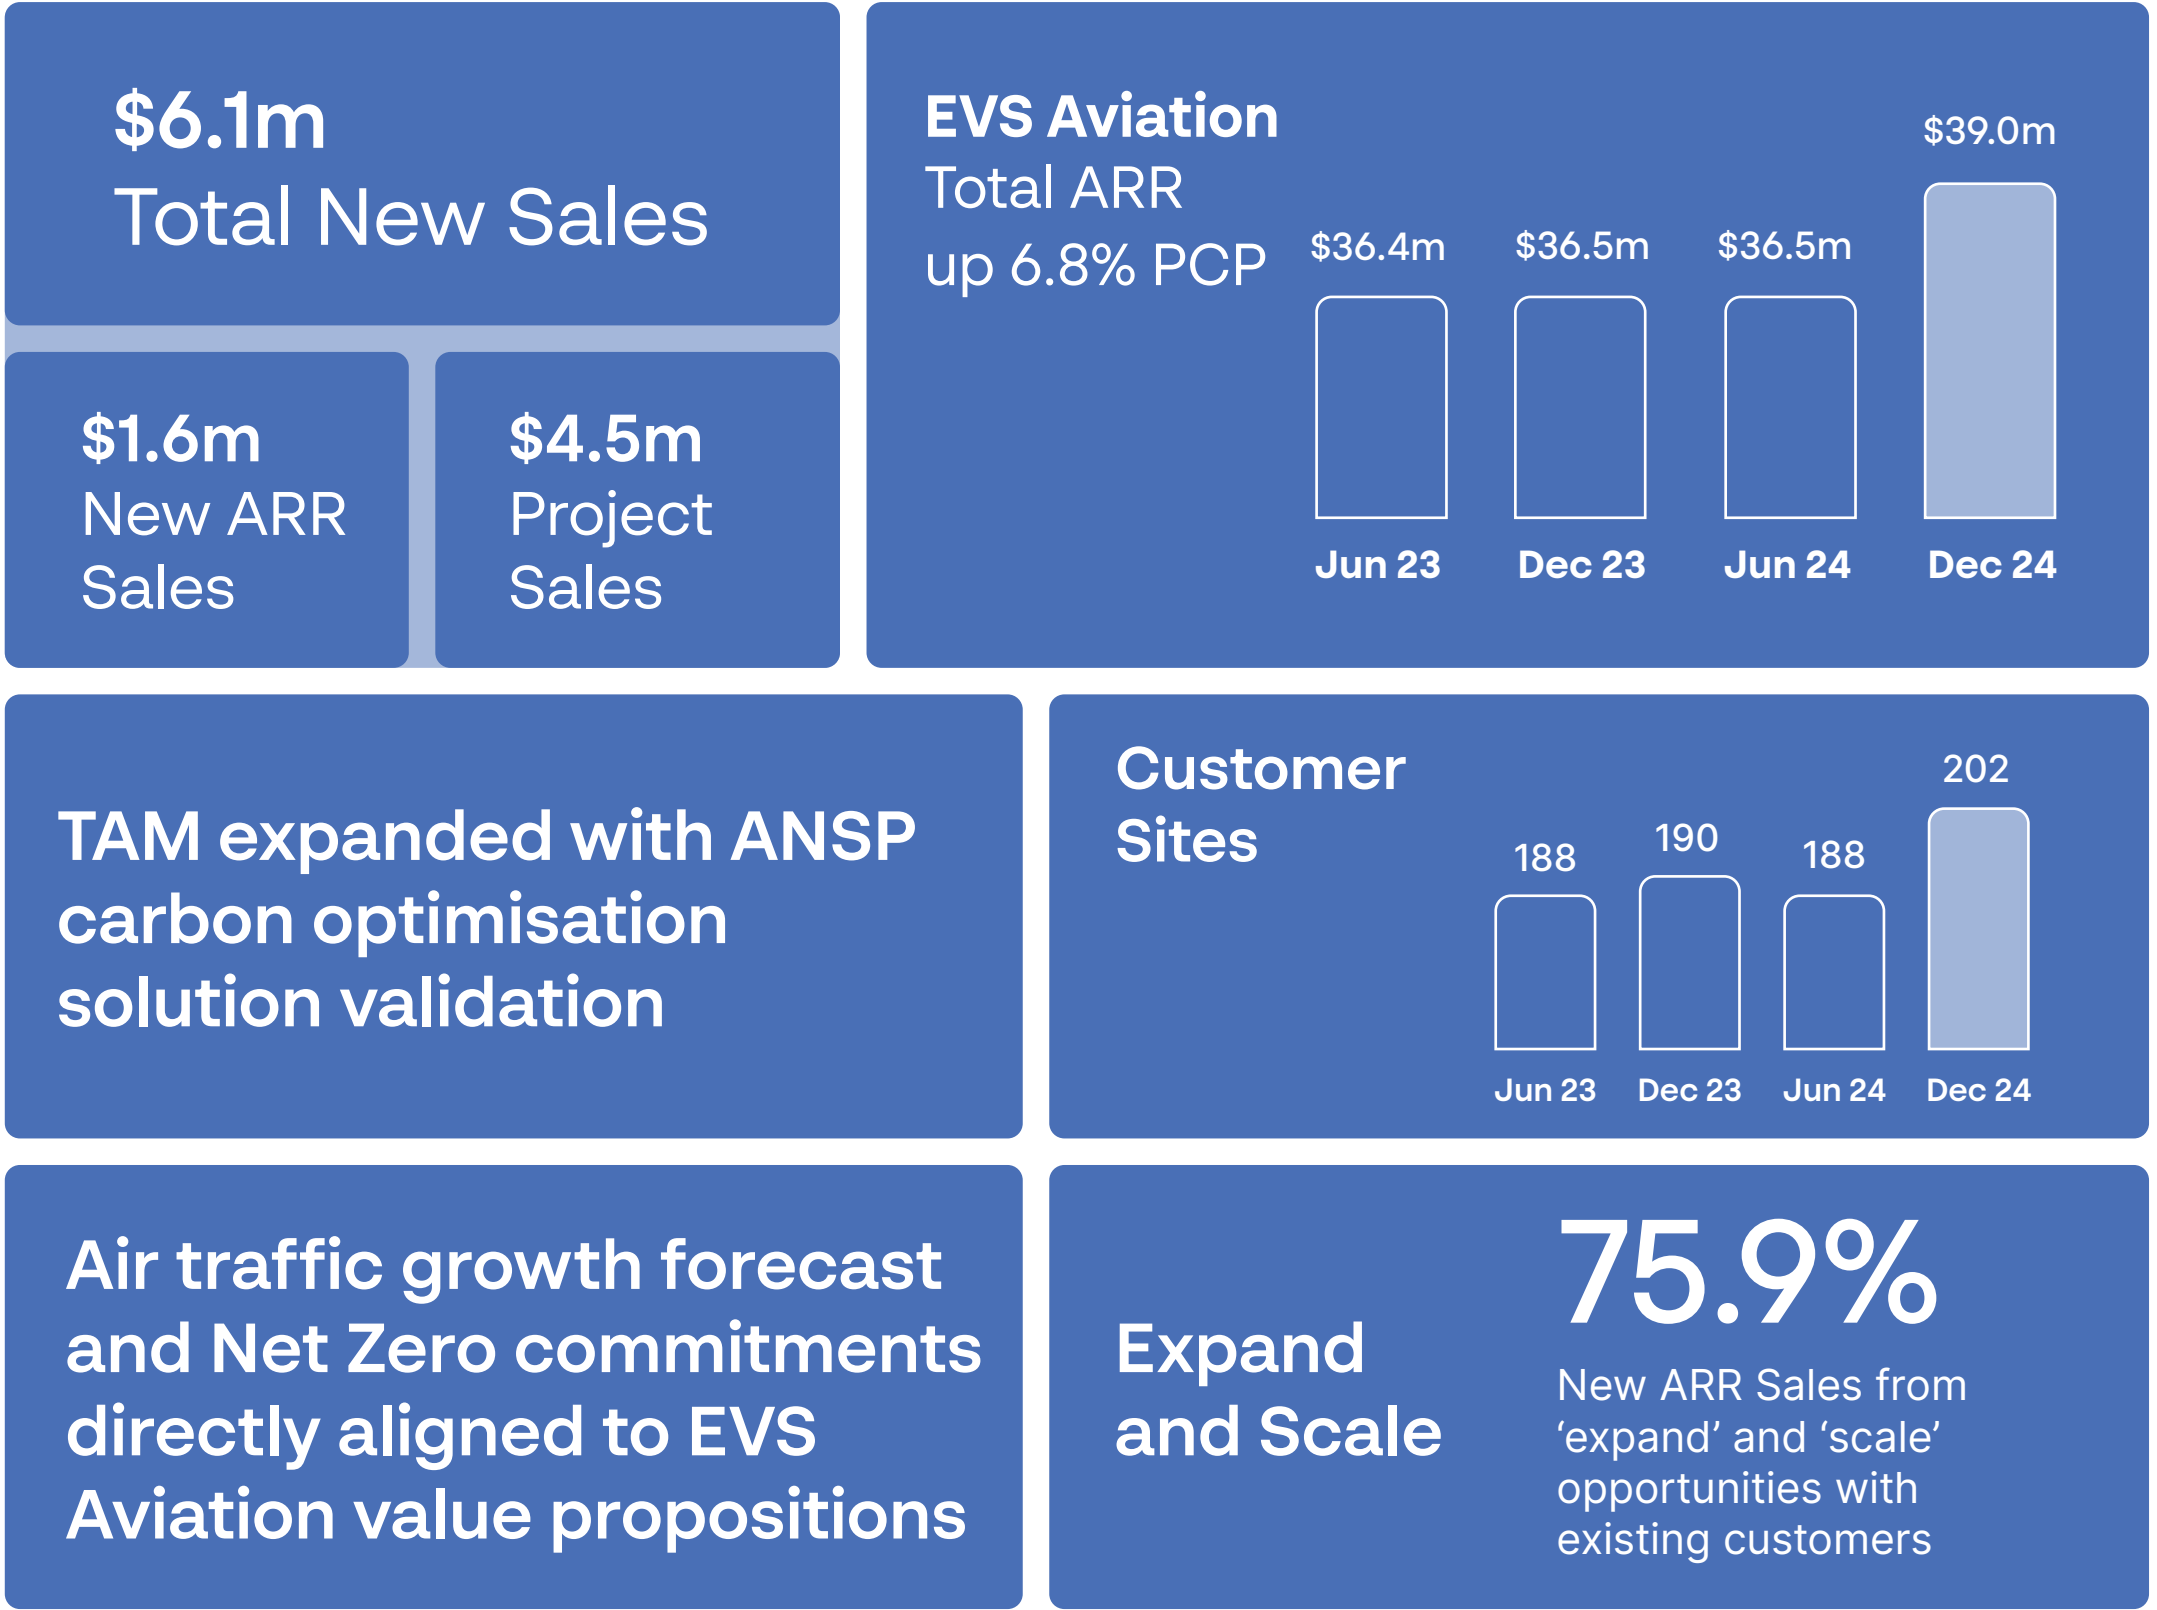 $6.1m
Total New Sales
$1.6m
New ARR
Sales
$4.5m
Project
Sales
EVS Aviation
Total ARR
up 6.8% PCP
$36.4m
$36.5m
$36.5m
$39.0m
Jun 23
Dec 23
Jun 24
Dec 24
TAM expanded with ANSP
carbon optimisation
solution validation
Customer
Sites
188
190
188
202
Jun 23
Dec 23
Jun 24
Dec 24
Air traffic growth forecast
and Net Zero commitments
directly aligned to EVS
Aviation value propositions
Expand
and Scale
75.9%
New ARR Sales from
‘expand’ and ‘scale’
opportunities with
existing customers